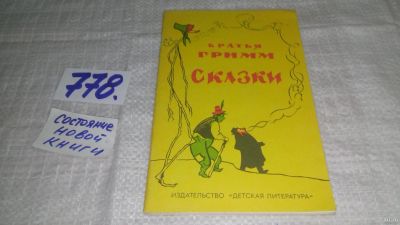 778.
СОСТОЯНИЕ
НОВОЙ
КНИГИ
БРАТЬЯ
ГРИММ
СКАЗКИ
ИЗДАТЕЛЬСТВО «ДЕТСКАЯ ЛИТЕРАТУРА»